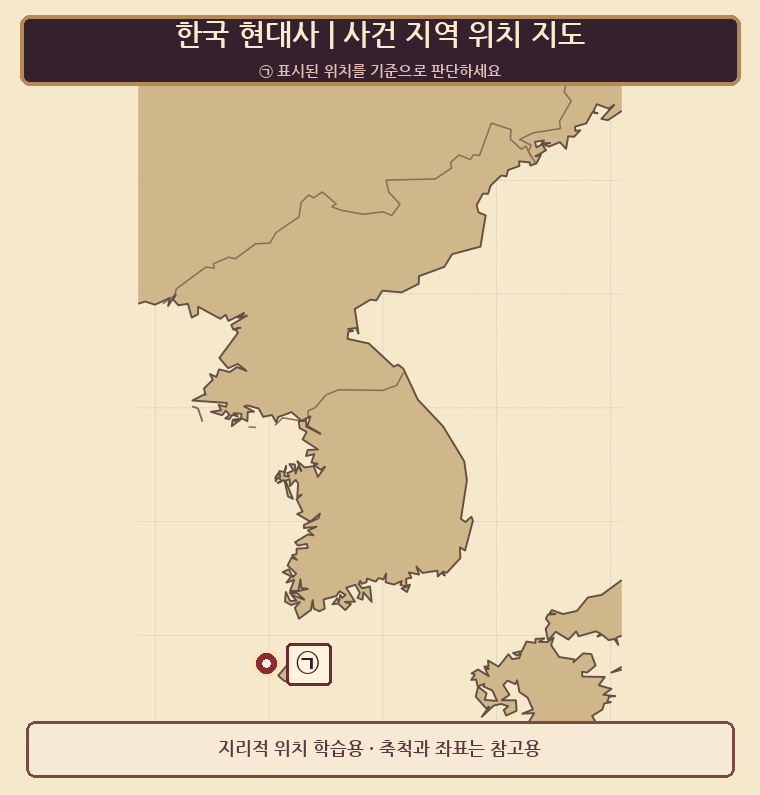 한국 현대사 | 사건 지역 위치 지도
㉠ 표시된 위치를 기준으로 판단하세요
㉠
지리적 위치 학습용 · 축척과 좌표는 참고용